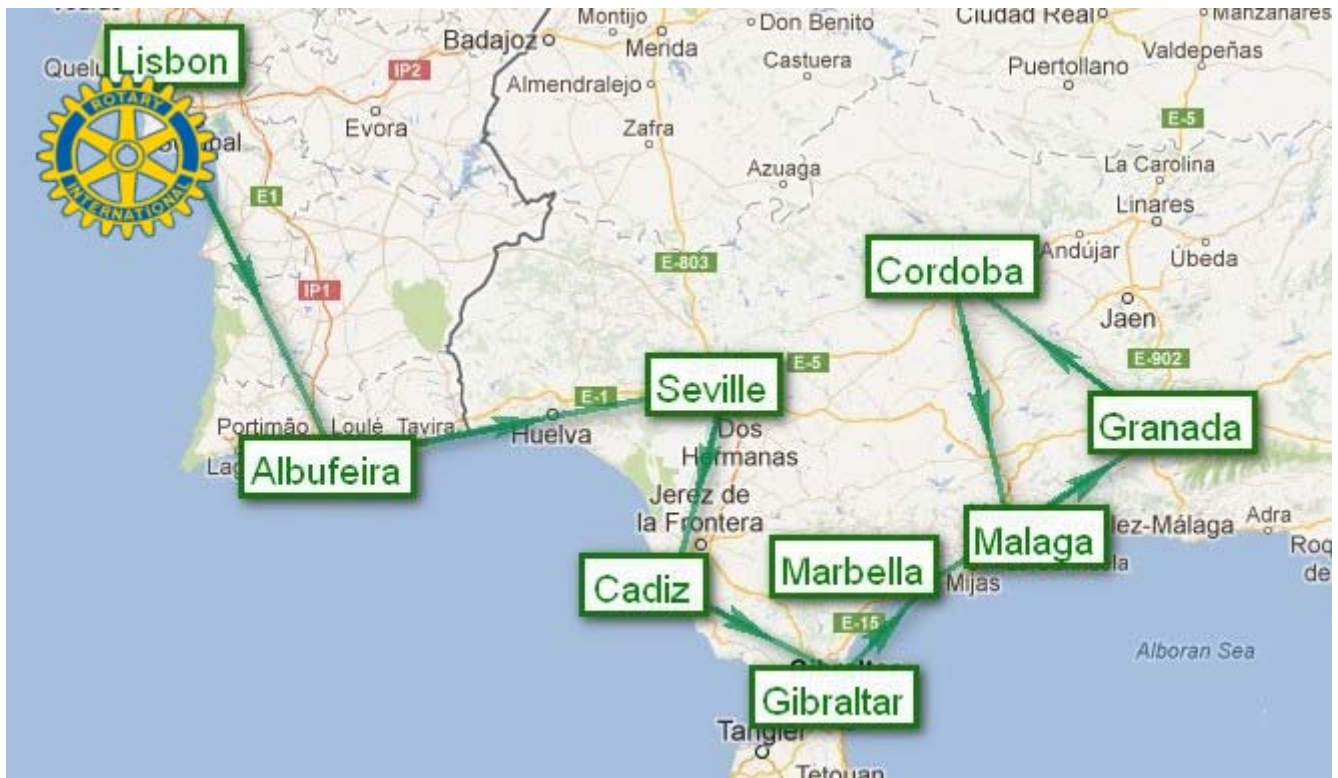 Montijo
Don Benito
Ciudad Real
Manzanares
Badajoz
Merida
Lisbon
Castuera
Valdepeñas
Puertollano
IP2
Almendralejo
ROTARY
INTERNATIONAL
Evora
Zafra
E-5
Azuaga
La Carolina
E1
Linares
Andújar
Úbeda
E-803
Cordoba
IP1
Jaen
E-902
E-5
Seville
E-1
Portimão
Loulé
Tavira
Huelva
Dos
Hermanas
Granada
Albufeira
Jerez de
la Frontera
Malaga
Adra
Marbella
Mijas
Cadiz
E-15
Alboran Sea
Gibraltar
Gibraltar
Tangier
Tetouan